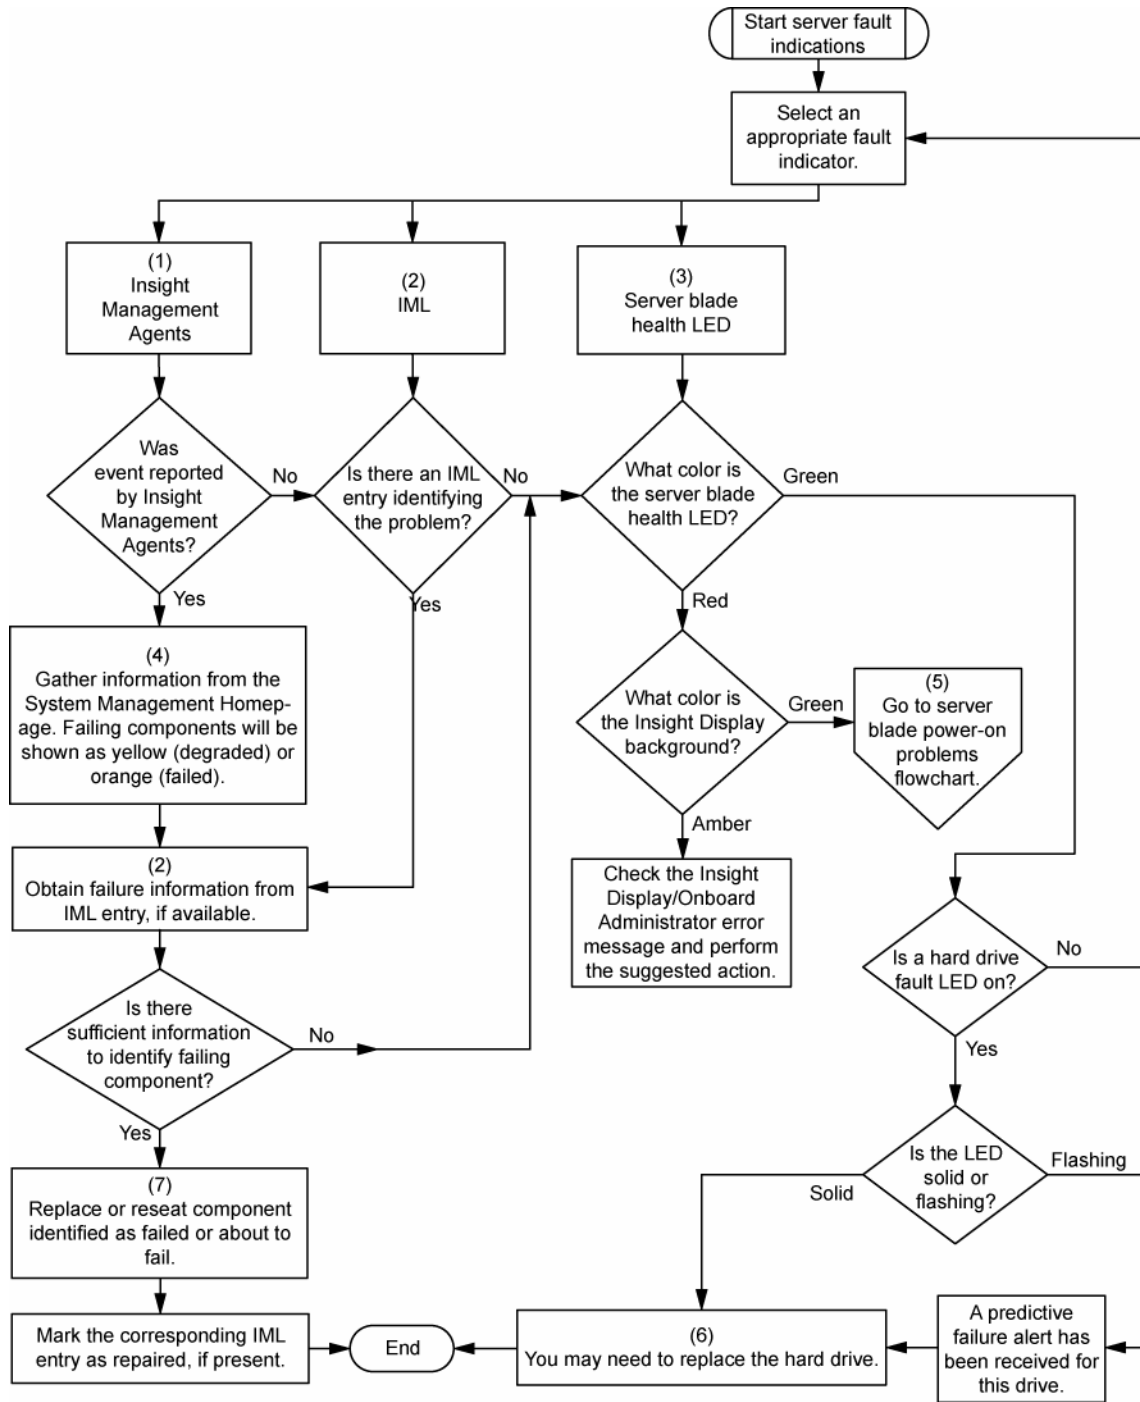 Start server fault
indications
Select an
appropriate fault
indicator.
(1)
Insight
Management
Agents
(2)
IML
(3)
Server blade
health LED
Was
event reported
by Insight
Management
Agents?
No
Yes
Is there an IML
entry identifying
the problem?
No
Yes
What color is
the server blade
health LED?
Green
Red
(4)
Gather information from the
System Management Homep-
age. Failing components will be
shown as yellow (degraded) or
orange (failed).
What color is
the Insight Display
background?
Green
Amber
(5)
Go to server
blade power-on
problems
flowchart.
(2)
Obtain failure information from
IML entry, if available.
Check the Insight
Display/Onboard
Administrator error
message and perform
the suggested action.
Is a hard drive
fault LED on?
No
Yes
Is there
sufficient information
to identify failing
component?
No
Yes
Is the LED
solid or
flashing?
Flashing
Solid
(7)
Replace or reseat component
identified as failed or about to
fail.
Mark the corresponding IML
entry as repaired, if present.
End
(6)
You may need to replace the hard drive.
A predictive
failure alert has
been received for
this drive.